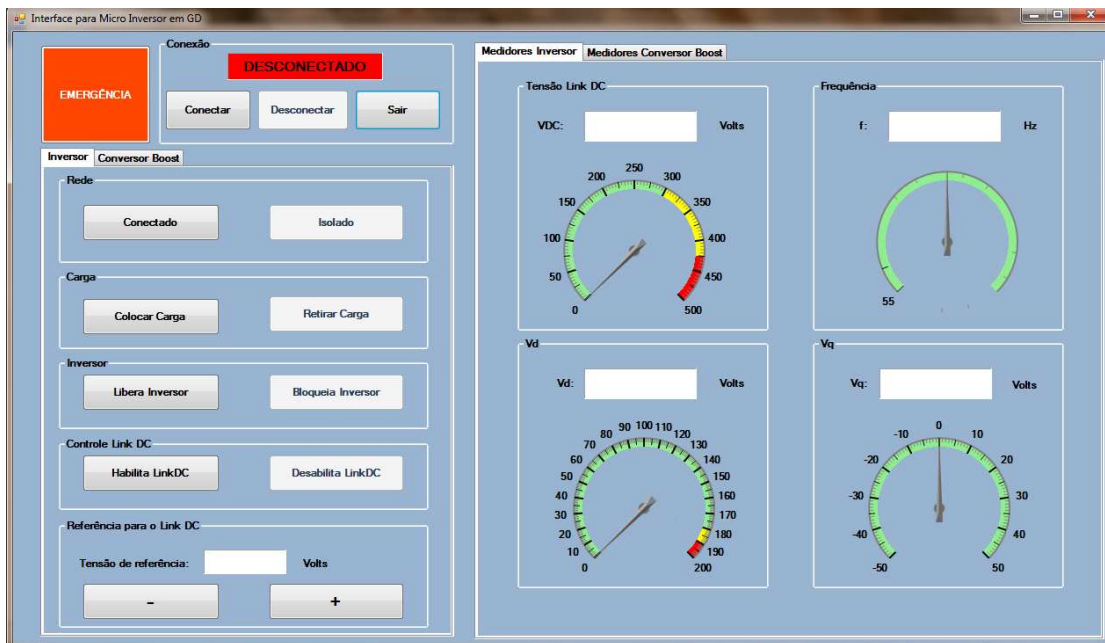 Interface para Micro Inversor em GD
EMERGÊNCIA
Conexão
DESCONECTADO
Conectar Desconectar Sair
Inversor Conversor Boost
Rede
Conectado Isolado
Carga
Colocar Carga Retirar Carga
Inversor
Libera Inversor Bloqueia Inversor
Controle Link DC
Habilita LinkDC Desabilita LinkDC
Referência para o Link DC
Tensão de referência: Volts
- +
Medidores Inversor Medidores Conversor Boost
Tensão Link DC
VDC: Volts
0 50 100 150 200 250 300 350 400 450 500
Frequência
f: Hz
55
Vd
Vd: Volts
0 10 20 30 40 50 60 70 80 90 100 110 120 130 140 150 160 170 180 190 200
Vq
Vq: Volts
-50 -40 -30 -20 -10 0 10 20 30 40 50